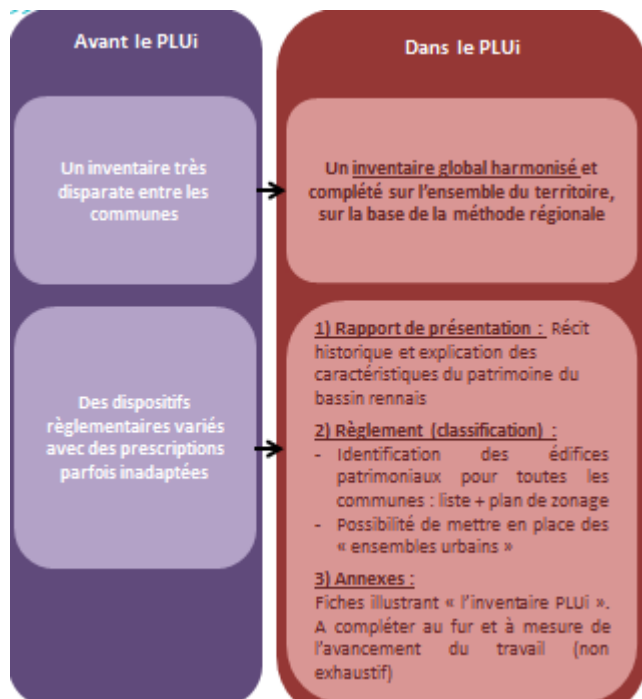 Avant le PLUi
Un inventaire très
disparate entre les
communes
Des dispositifs
règlementaires variés
avec des prescriptions
parfois inadaptées
Dans le PLUi
Un inventaire global harmonisé et
complété sur l'ensemble du territoire,
sur la base de la méthode régionale
1) Rapport de présentation : Récit
historique et explication des
caractéristiques du patrimoine du
bassin rennais
2) Règlement (classification) :
- Identification des édifices
patrimoniaux pour toutes les
communes : liste + plan de zonage
- Possibilité de mettre en place des
« ensembles urbains »
3) Annexes :
Fiches illustrant « l'inventaire PLUi ».
A compléter au fur et à mesure de
l'avancement du travail (non
exhaustif)